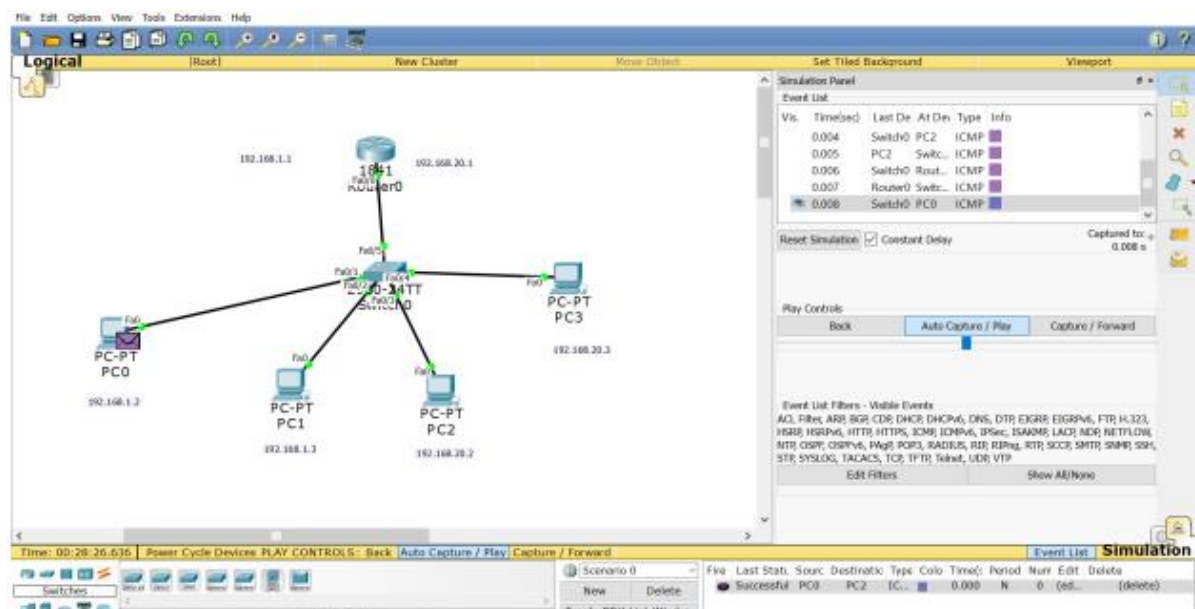 File Edit Options View Tools Extensions Help
Logical [Root] New Cluster Move Object Set Tiled Background Viewport
Simulation Panel
Event List
Vis. Time(sec) Last De At Dev Type Info
0.004 Switch0 PC2 ICMP
0.005 PC2 Switc... ICMP
0.006 Switch0 Rout... ICMP
0.007 Router0 Switc... ICMP
0.008 Switch0 PC0 ICMP
Reset Simulation Constant Delay Captured to:
0.008 s
Play Controls
Back Auto Capture / Play Capture / Forward
Event List Filters - Visible Events
ACL Filter, ARP, BGP, CDP, DHCP, DHCPv6, DNS, DTP, EIGRP, EIGRPv6, FTP, H.323,
HSRP, HSRPv6, HTTP, HTTPS, ICMP, ICMPv6, IPSec, ISAKMP, LACP, NDP, NETFLOW,
NTP, OSPF, OSPFv6, PAgP, POP3, RADIUS, RIP, RIPng, RTP, SCCP, SMTP, SNMP, SSH,
STP, SYSLOG, TACACS, TCP, TFTP, Telnet, UDP, VTP
Edit Filters Show All/None
192.168.1.1
1841
Router0
192.168.20.1
Fa0/5
Fa0/1
Fa0/4
Switch0
Fa0
PC-PT
PC0
192.168.1.2
Fa0
PC-PT
PC1
192.168.1.3
Fa0
PC-PT
PC2
192.168.20.2
Fa0
PC-PT
PC3
192.168.20.3
Time: 00:28:26.636 Power Cycle Devices PLAY CONTROLS: Back Auto Capture / Play Capture / Forward Event List Simulation
Switches
Scenario 0
New Delete
Fire Last Statu Sourc Destinatic Type Colo Time(s Period Num Edit Delete
Successful PC0 PC2 IC... 0.000 N 0 (ed... (delete)